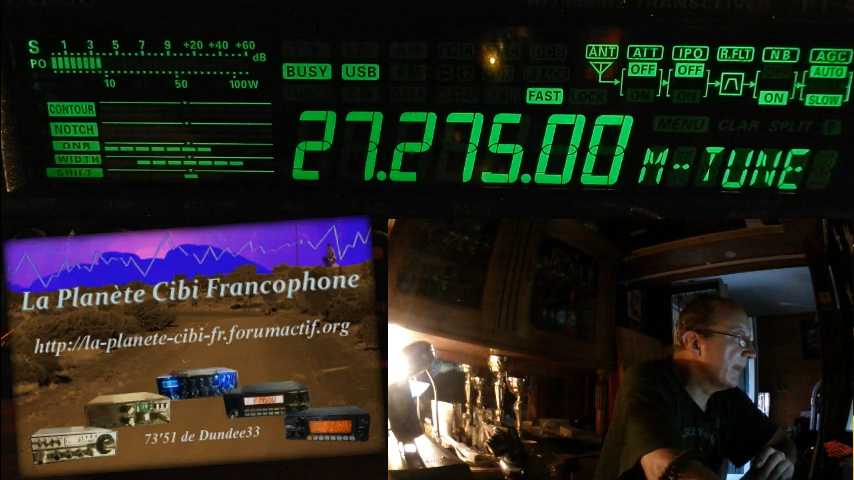 S 1 3 5 7 9 +20 +40 +60 dB
PO 10 50 100W
BUSY USB
FAST LOCK
ANT ATT IPO R.FLT NB AGC
OFF OFF AUTO
ON ON ON SLOW
CONTOUR
NOTCH
DNR
WIDTH
SHIFT
27.275.00
MENU CLAR SPLIT
M--TUNE
La Planète Cibi Francophone
http://la-planete-cibi-fr.forumactif.org
73'51 de Dundee33